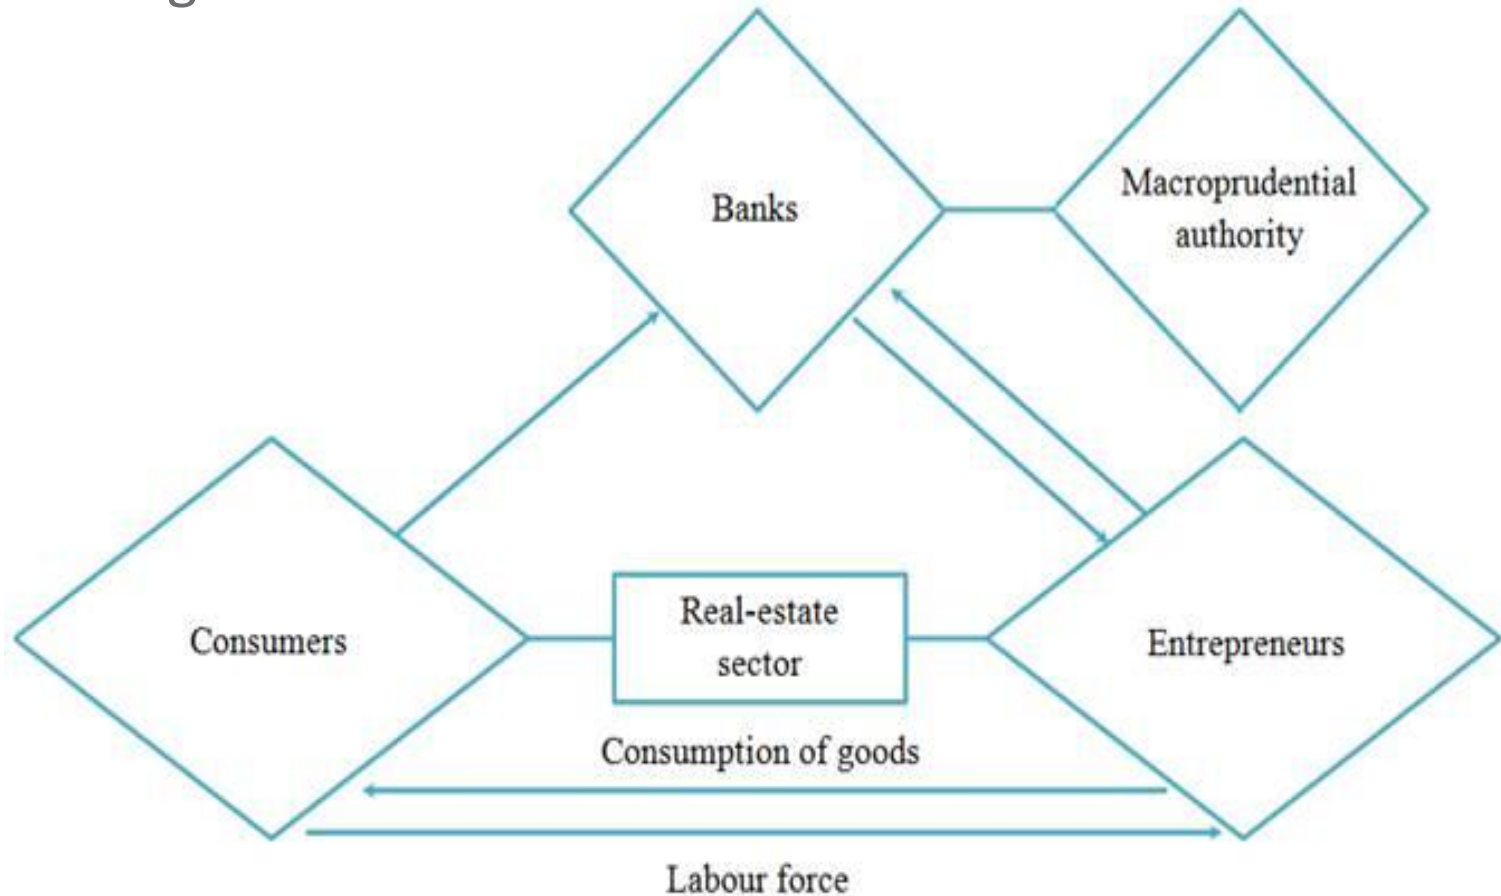 Banks
Macroprudential
authority
Consumers
Real-estate
sector
Entrepreneurs
Consumption of goods
Labour force